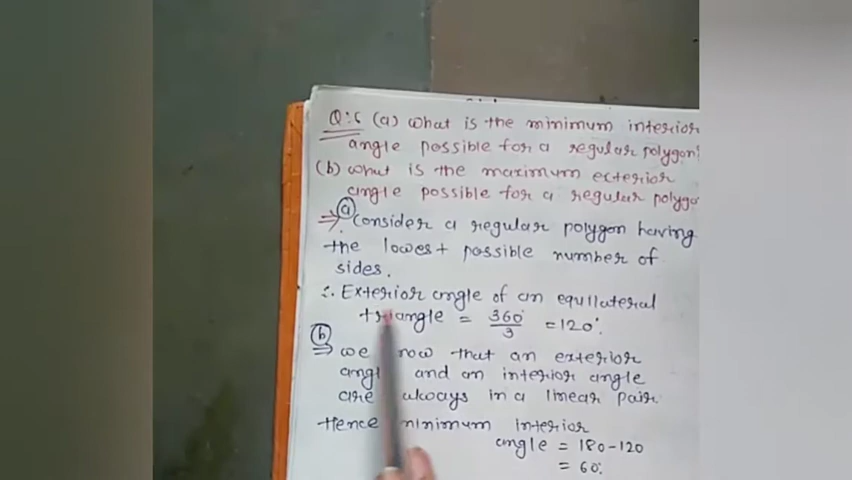 Q:6 (a) what is the minimum interior
angle possible for a regular polygon?
(b) what is the maximum exterior
angle possible for a regular polygo
(a) ⇒ Consider a regular polygon having
the lowest possible number of
sides.
∴ Exterior angle of an equilateral
triangle = 360°/3 = 120°.
(b) ⇒ we now that an exterior
angl and an interior angle
are always in a linear pair.
Hence minimum interior
angle = 180-120
= 60°.